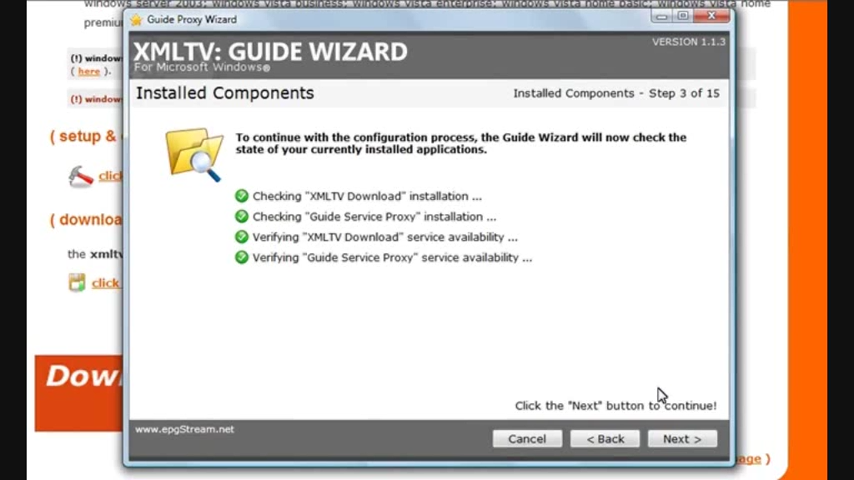 windows server 2003; windows vista business; windows vista enterprise; windows vista home basic; windows vista home
premiu
Guide Proxy Wizard
XMLTV: GUIDE WIZARD
For Microsoft Windows®
VERSION 1.1.3
Installed Components
Installed Components - Step 3 of 15
To continue with the configuration process, the Guide Wizard will now check the
state of your currently installed applications.
Checking "XMLTV Download" installation ...
Checking "Guide Service Proxy" installation ...
Verifying "XMLTV Download" service availability ...
Verifying "Guide Service Proxy" service availability ...
Click the "Next" button to continue!
www.epgStream.net
Cancel
< Back
Next >
(!) window
( here ).
(!) window
( setup &
clic
( downloa
the xmltv
click
Dow
page )